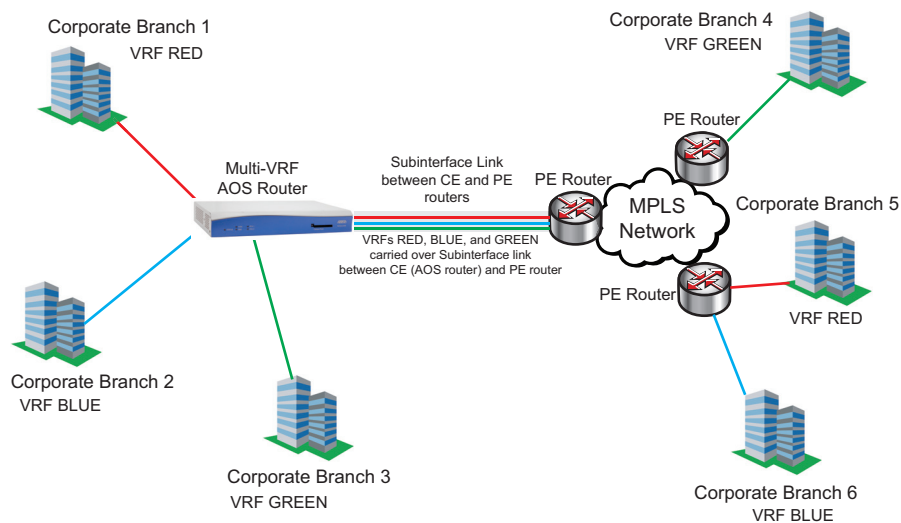 Corporate Branch 1
VRF RED
Corporate Branch 4
VRF GREEN
PE Router
Multi-VRF
AOS Router
Subinterface Link
between CE and PE
routers
PE Router
MPLS
Network
Corporate Branch 5
VRFs RED, BLUE, and GREEN
carried over Subinterface link
between CE (AOS router) and PE router
PE Router
VRF RED
Corporate Branch 2
VRF BLUE
Corporate Branch 3
VRF GREEN
Corporate Branch 6
VRF BLUE